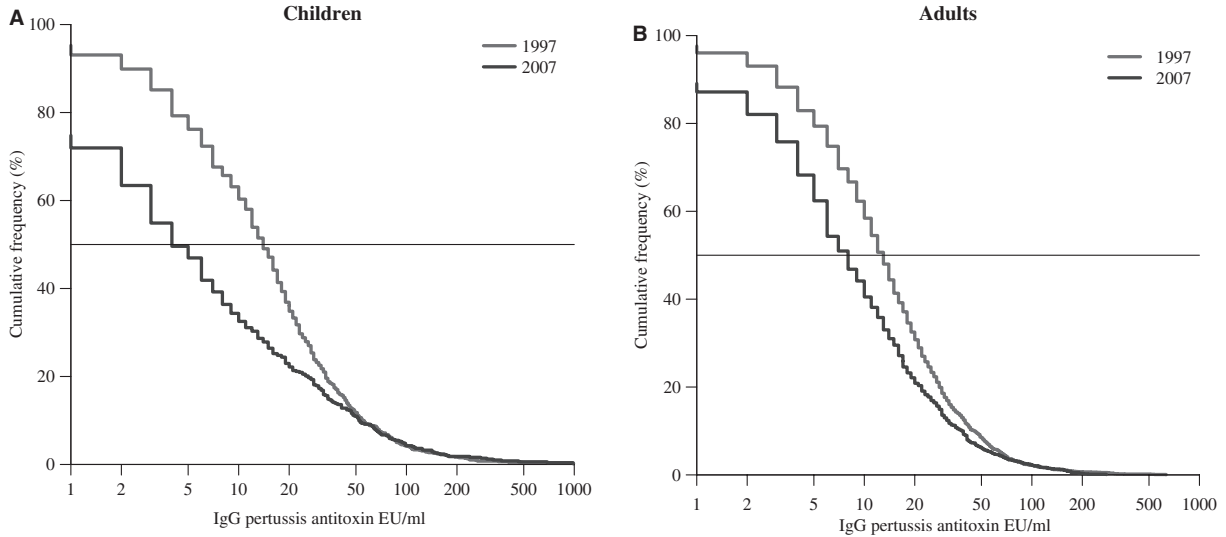 A
Children
1997
2007
Cumulative frequency (%)
100
80
60
40
20
0
1 2 5 10 20 50 100 200 500 1000
IgG pertussis antitoxin EU/ml
B
Adults
1997
2007
Cumulative frequency (%)
100
80
60
40
20
0
1 2 5 10 20 50 100 200 500 1000
IgG pertussis antitoxin EU/ml